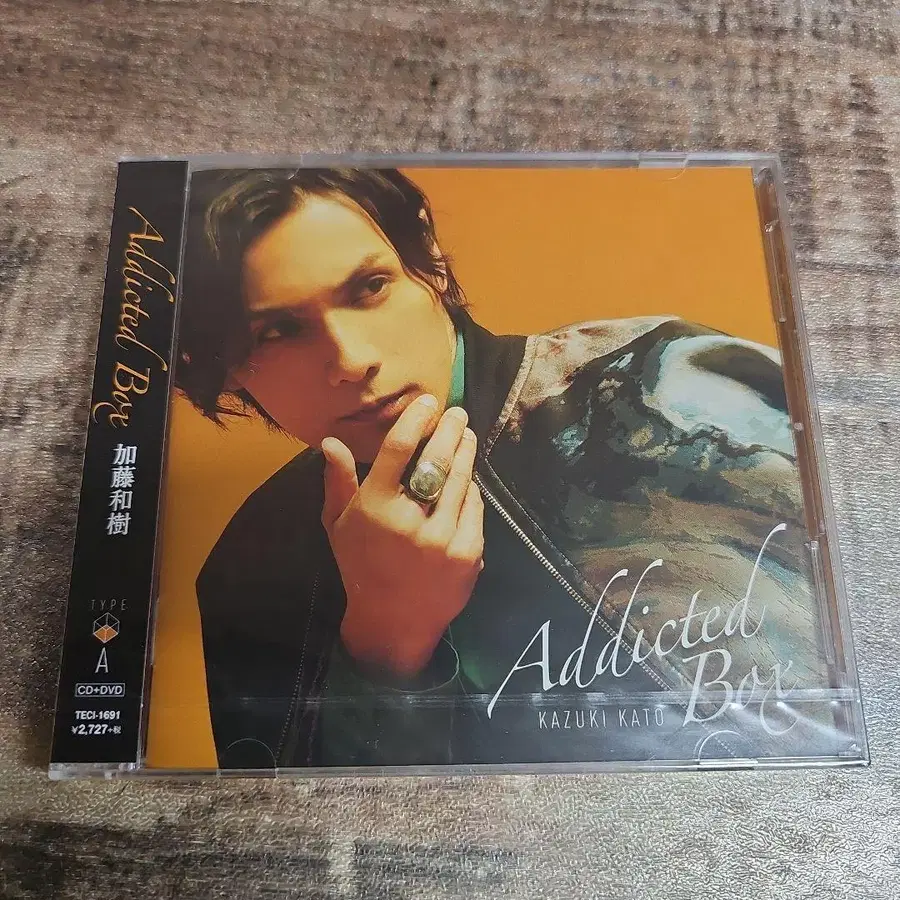 Addicted Box
加藤和樹
TYPE
A
CD+DVD
TECI-1691
¥2,727+税
Addicted
Box
KAZUKI KATO